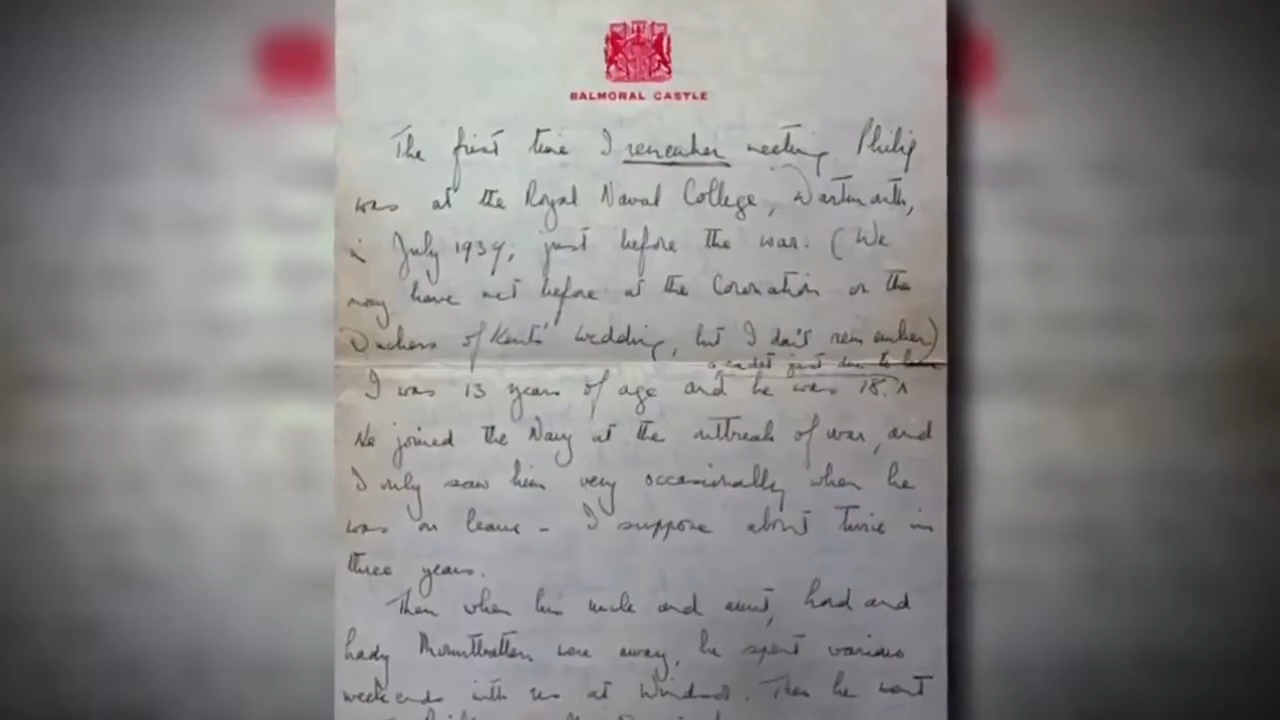 BALMORAL CASTLE
The first time I remember meeting Philip
was at the Royal Naval College, Dartmouth,
in July 1939, just before the war. (We
may have met before at the Coronation or the
Duchess of Kent's wedding, but I don't remember)
a cadet just due to leave
I was 13 years of age and he was 18. ^
He joined the Navy at the outbreak of war, and
I only saw him very occasionally when he
was on leave - I suppose about twice in
three years.
Then when his uncle and aunt, Lord and
Lady Mountbatten were away, he spent various
weekends with us at Windsor. Then he went